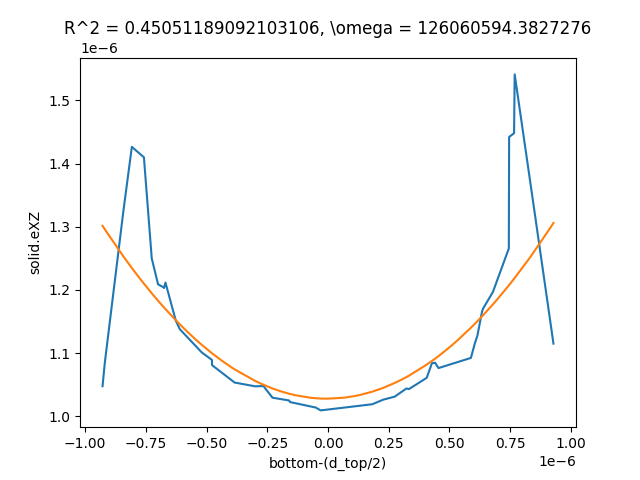 R^2 = 0.45051189092103106, \omega = 126060594.3827276
1e−6
1.5
1.4
1.3
1.2
1.1
1.0
solid.eXZ
−1.00 −0.75 −0.50 −0.25 0.00 0.25 0.50 0.75 1.00
bottom-(d_top/2)
1e−6